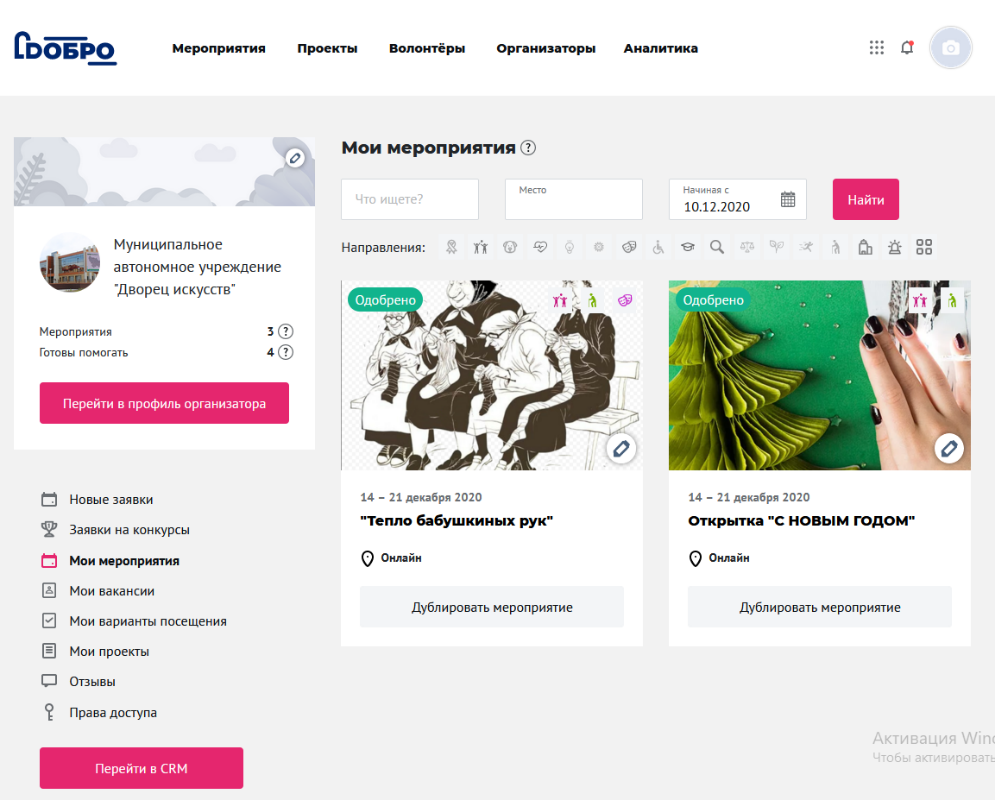 ДОБРО
Мероприятия Проекты Волонтёры Организаторы Аналитика
Муниципальное
автономное учреждение
"Дворец искусств"
Мероприятия 3 ?
Готовы помогать 4 ?
Перейти в профиль организатора
Новые заявки
Заявки на конкурсы
Мои мероприятия
Мои вакансии
Мои варианты посещения
Мои проекты
Отзывы
Права доступа
Перейти в CRM
Мои мероприятия ?
Что ищете?
Место
Начиная с
10.12.2020
Найти
Направления:
Одобрено
14 – 21 декабря 2020
"Тепло бабушкиных рук"
Онлайн
Дублировать мероприятие
Одобрено
14 – 21 декабря 2020
Открытка "С НОВЫМ ГОДОМ"
Онлайн
Дублировать мероприятие
Активация Wind
Чтобы активировать